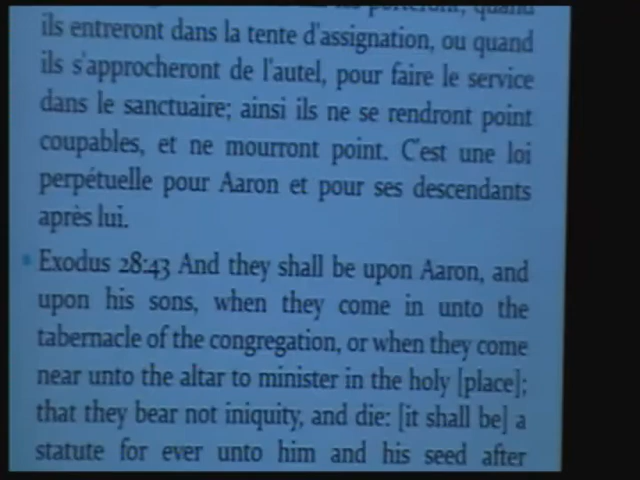 porteront, quand
ils entreront dans la tente d'assignation, ou quand
ils s'approcheront de l'autel, pour faire le service
dans le sanctuaire; ainsi ils ne se rendront point
coupables, et ne mourront point. C'est une loi
perpétuelle pour Aaron et pour ses descendants
après lui.
Exodus 28:43 And they shall be upon Aaron, and
upon his sons, when they come in unto the
tabernacle of the congregation, or when they come
near unto the altar to minister in the holy [place];
that they bear not iniquity, and die: [it shall be] a
statute for ever unto him and his seed after